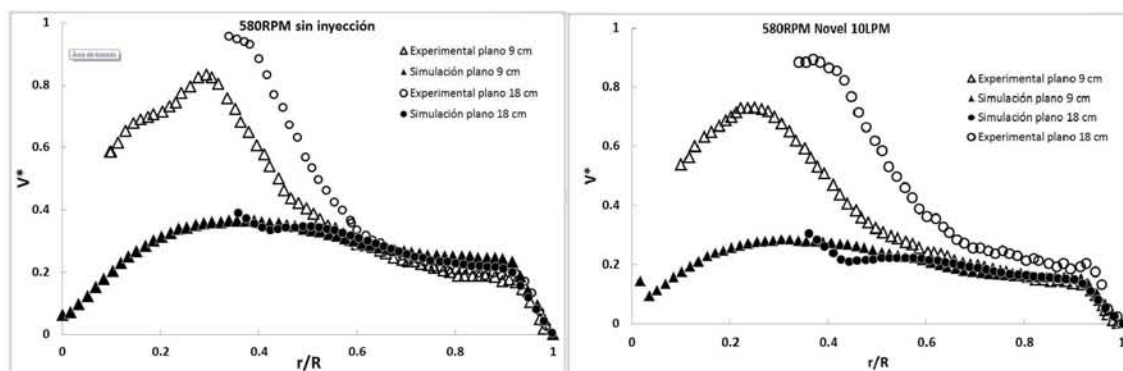 580RPM sin inyección
Área de trazado
△ Experimental plano 9 cm
▲ Simulación plano 9 cm
○ Experimental plano 18 cm
● Simulación plano 18 cm
V*
1
0.8
0.6
0.4
0.2
0
0 0.2 0.4 0.6 0.8 1
r/R
580RPM Novel 10LPM
△ Experimental plano 9 cm
▲ Simulación plano 9 cm
● Simulación plano 18 cm
○ Experimental plano 18 cm
V*
1
0.8
0.6
0.4
0.2
0
0 0.2 0.4 0.6 0.8 1
r/R